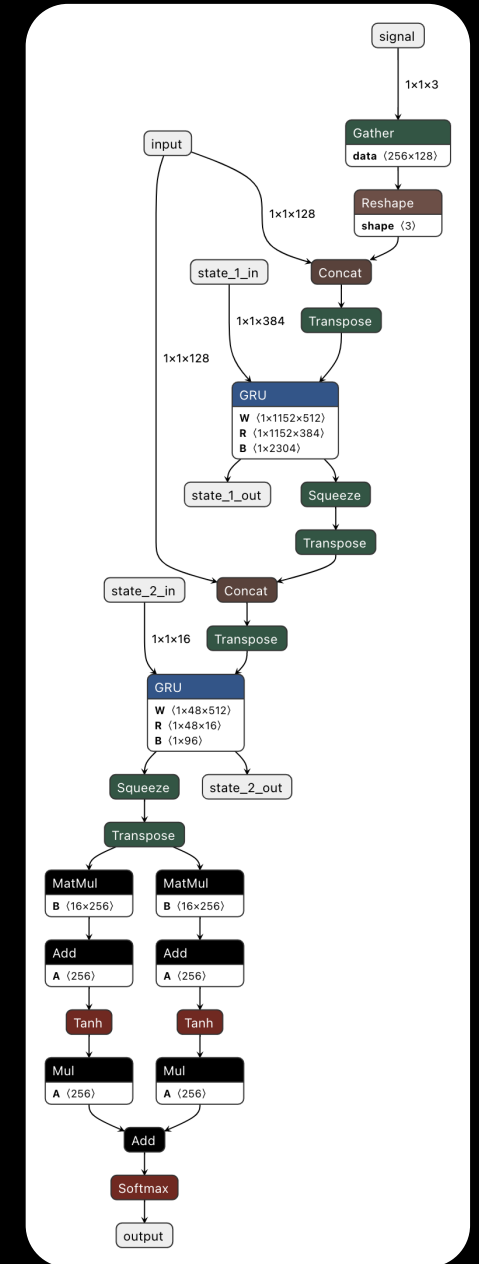 signal
1×1×3
Gather
data ⟨256×128⟩
input
Reshape
shape ⟨3⟩
1×1×128
state_1_in
Concat
1×1×384
Transpose
1×1×128
GRU
W ⟨1×1152×512⟩
R ⟨1×1152×384⟩
B ⟨1×2304⟩
state_1_out
Squeeze
Transpose
state_2_in
Concat
1×1×16
Transpose
GRU
W ⟨1×48×512⟩
R ⟨1×48×16⟩
B ⟨1×96⟩
Squeeze
state_2_out
Transpose
MatMul
B ⟨16×256⟩
MatMul
B ⟨16×256⟩
Add
A ⟨256⟩
Add
A ⟨256⟩
Tanh
Tanh
Mul
A ⟨256⟩
Mul
A ⟨256⟩
Add
Softmax
output